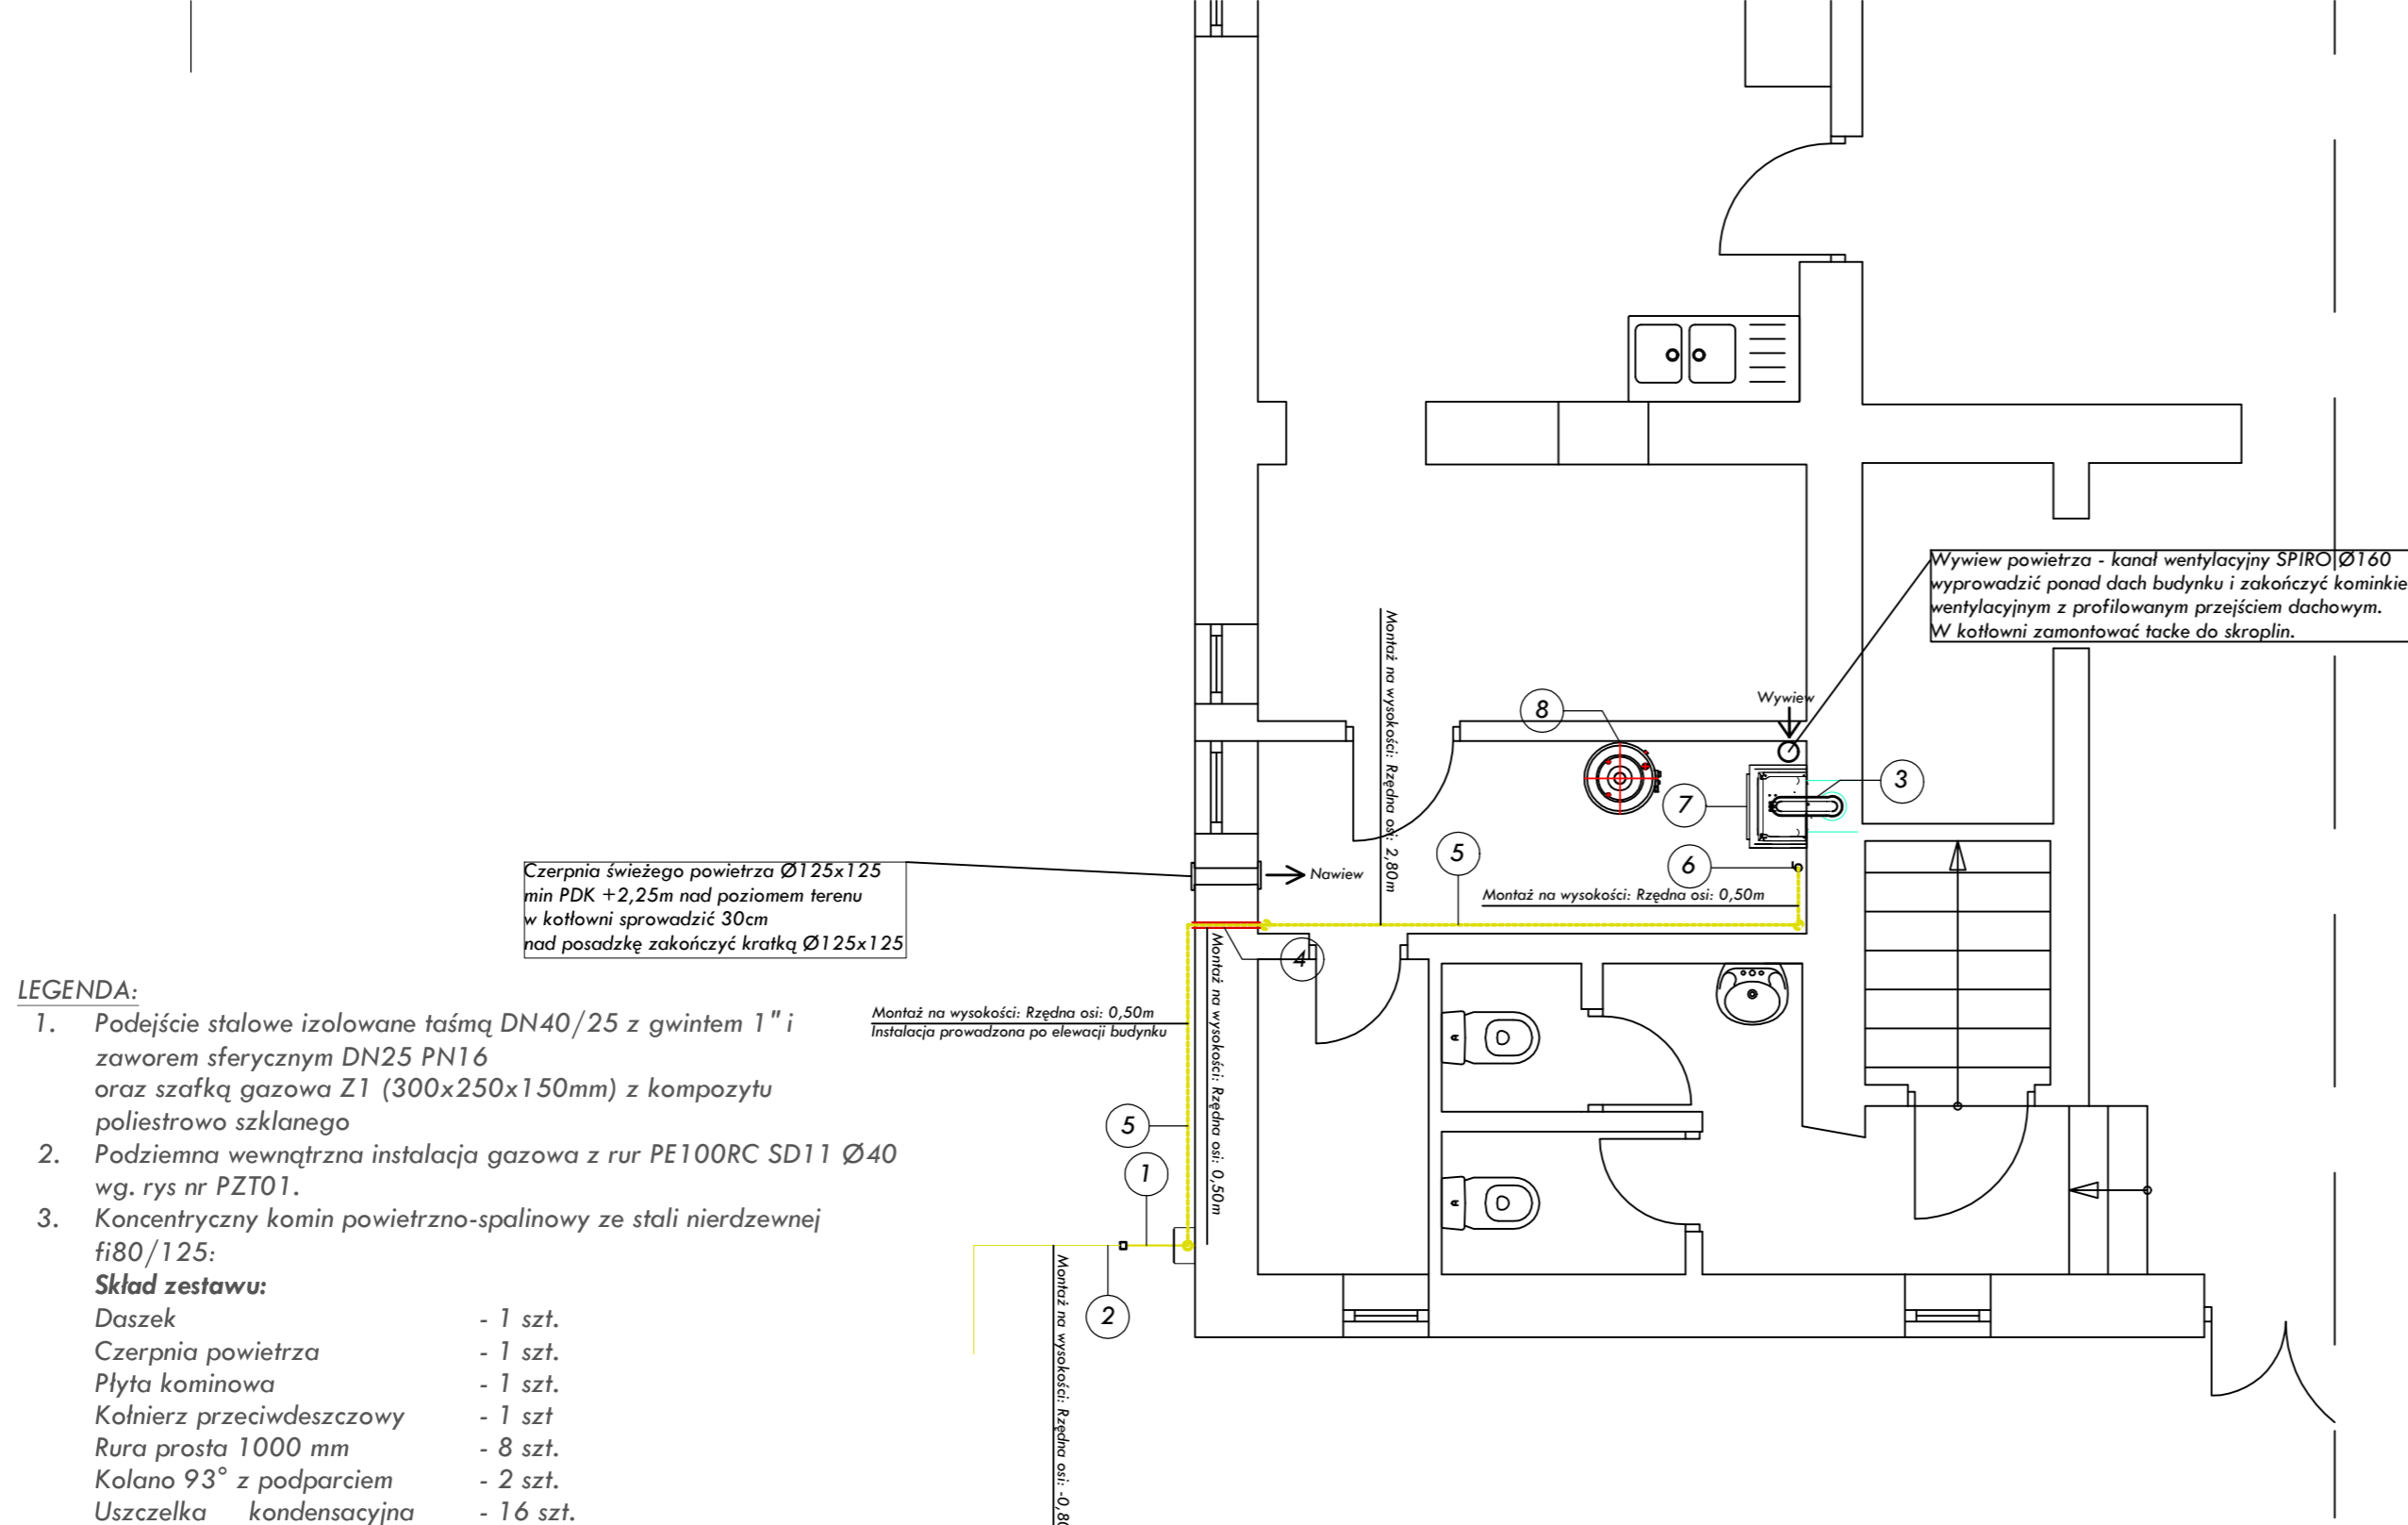 Wywiew powietrza - kanał wentylacyjny SPIRO Ø160
wyprowadzić ponad dach budynku i zakończyć kominkie
wentylacyjnym z profilowanym przejściem dachowym.
W kotłowni zamontować tacke do skroplin.
Wywiew
8
3
7
Montaż na wysokości: Rzędna osi: 2,80m
5
6
Montaż na wysokości: Rzędna osi: 0,50m
Czerpnia świeżego powietrza Ø125x125
min PDK +2,25m nad poziomem terenu
w kotłowni sprowadzić 30cm
nad posadzkę zakończyć kratką Ø125x125
Nawiew
4
Montaż na wysokości: Rzędna osi: 0,50m
Montaż na wysokości: Rzędna osi: 0,50m
Instalacja prowadzona po elewacji budynku
5
1
2
Montaż na wysokości: Rzędna osi: -0,80
LEGENDA:
1. Podejście stalowe izolowane taśmą DN40/25 z gwintem 1" i
zaworem sferycznym DN25 PN16
oraz szafką gazowa Z1 (300x250x150mm) z kompozytu
poliestrowo szklanego
2. Podziemna wewnątrzna instalacja gazowa z rur PE100RC SD11 Ø40
wg. rys nr PZT01.
3. Koncentryczny komin powietrzno-spalinowy ze stali nierdzewnej
fi80/125:
Skład zestawu:
Daszek - 1 szt.
Czerpnia powietrza - 1 szt.
Płyta kominowa - 1 szt.
Kołnierz przeciwdeszczowy - 1 szt
Rura prosta 1000 mm - 8 szt.
Kolano 93° z podparciem - 2 szt.
Uszczelka kondensacyjna - 16 szt.